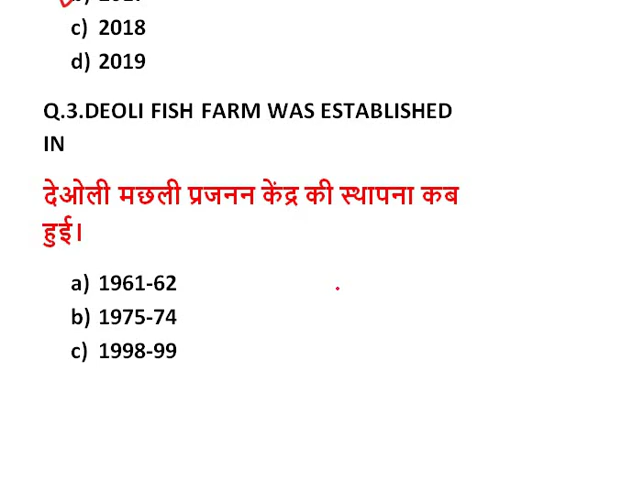 c) 2018
d) 2019
Q.3.DEOLI FISH FARM WAS ESTABLISHED
IN
देओली मछली प्रजनन केंद्र की स्थापना कब
हुई।
a) 1961-62
b) 1975-74
c) 1998-99